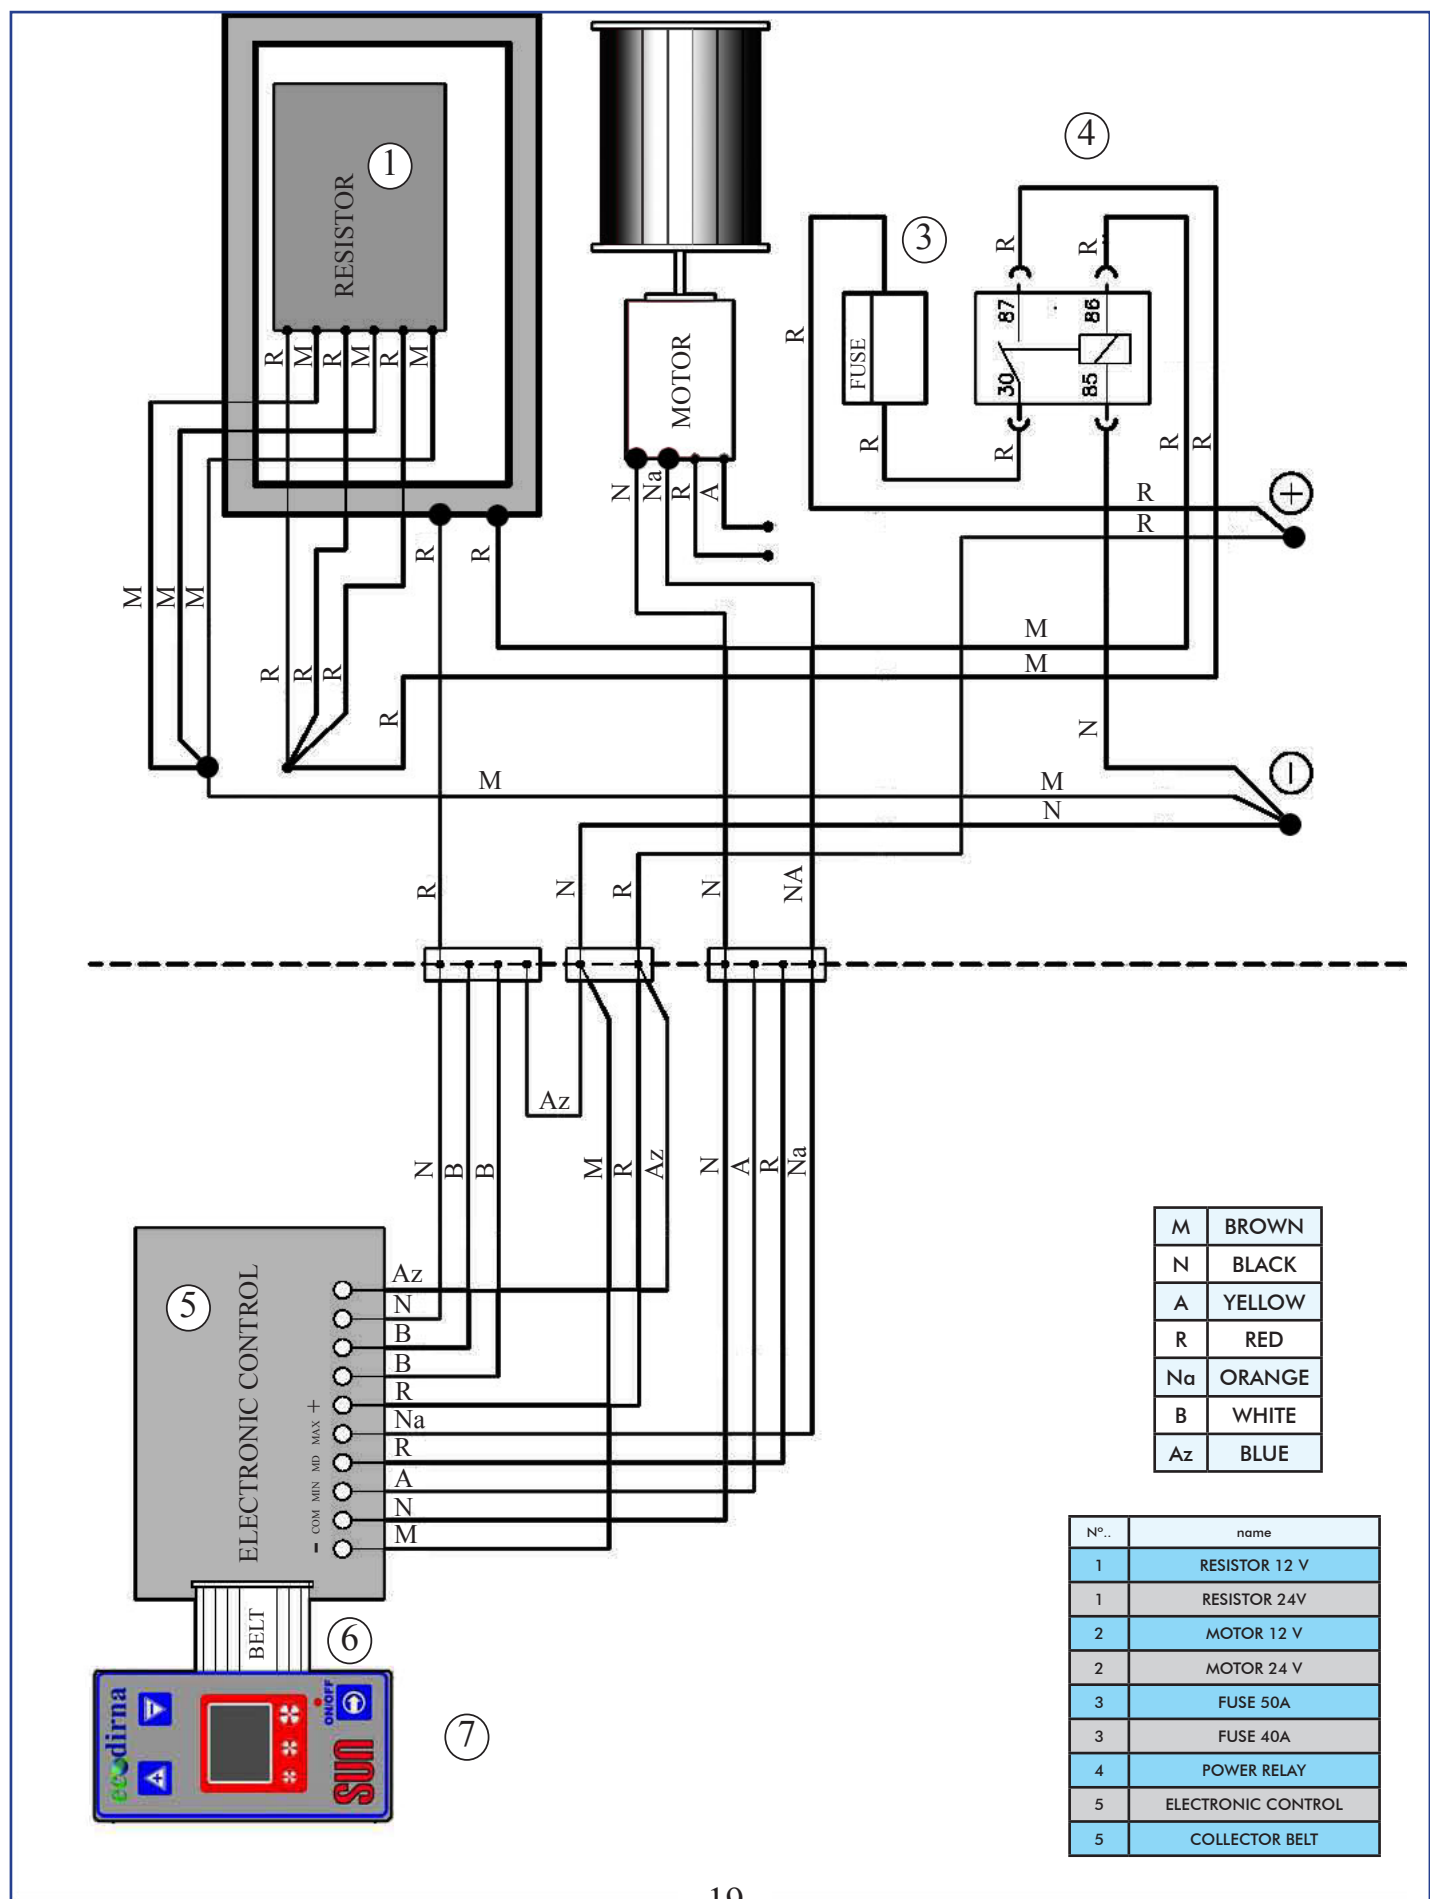 1
RESISTOR
R
M
R
M
R
M
MOTOR
N
Na
R
A
3
FUSE
R
R
4
R
R
87
86
30
85
R
R
R
R
R
+
M
M
M
R
R
R
R
R
R
M
M
N
−
M
M
N
R
N
R
N
NA
Az
N
B
B
M
R
Az
N
A
R
Na
5
ELECTRONIC CONTROL
Az
N
B
B
R
Na
R
A
N
M
+
MAX
MD
MIN
COM
-
BELT
6
7
ecodirna
ON/OFF
SUN
M BROWN
N BLACK
A YELLOW
R RED
Na ORANGE
B WHITE
Az BLUE
Nº.. name
1 RESISTOR 12 V
1 RESISTOR 24V
2 MOTOR 12 V
2 MOTOR 24 V
3 FUSE 50A
3 FUSE 40A
4 POWER RELAY
5 ELECTRONIC CONTROL
5 COLLECTOR BELT
19